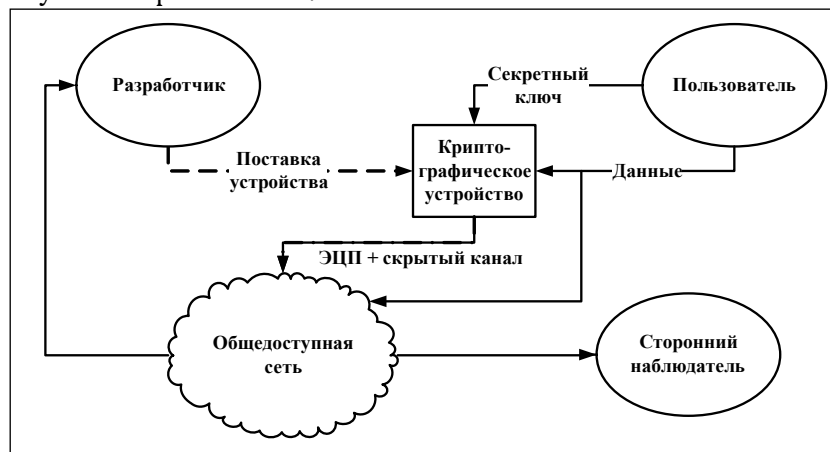 Разработчик
Секретный
ключ
Пользователь
Крипто-
графическое
устройство
Поставка
устройства
Данные
ЭЦП + скрытый канал
Общедоступная
сеть
Сторонний
наблюдатель